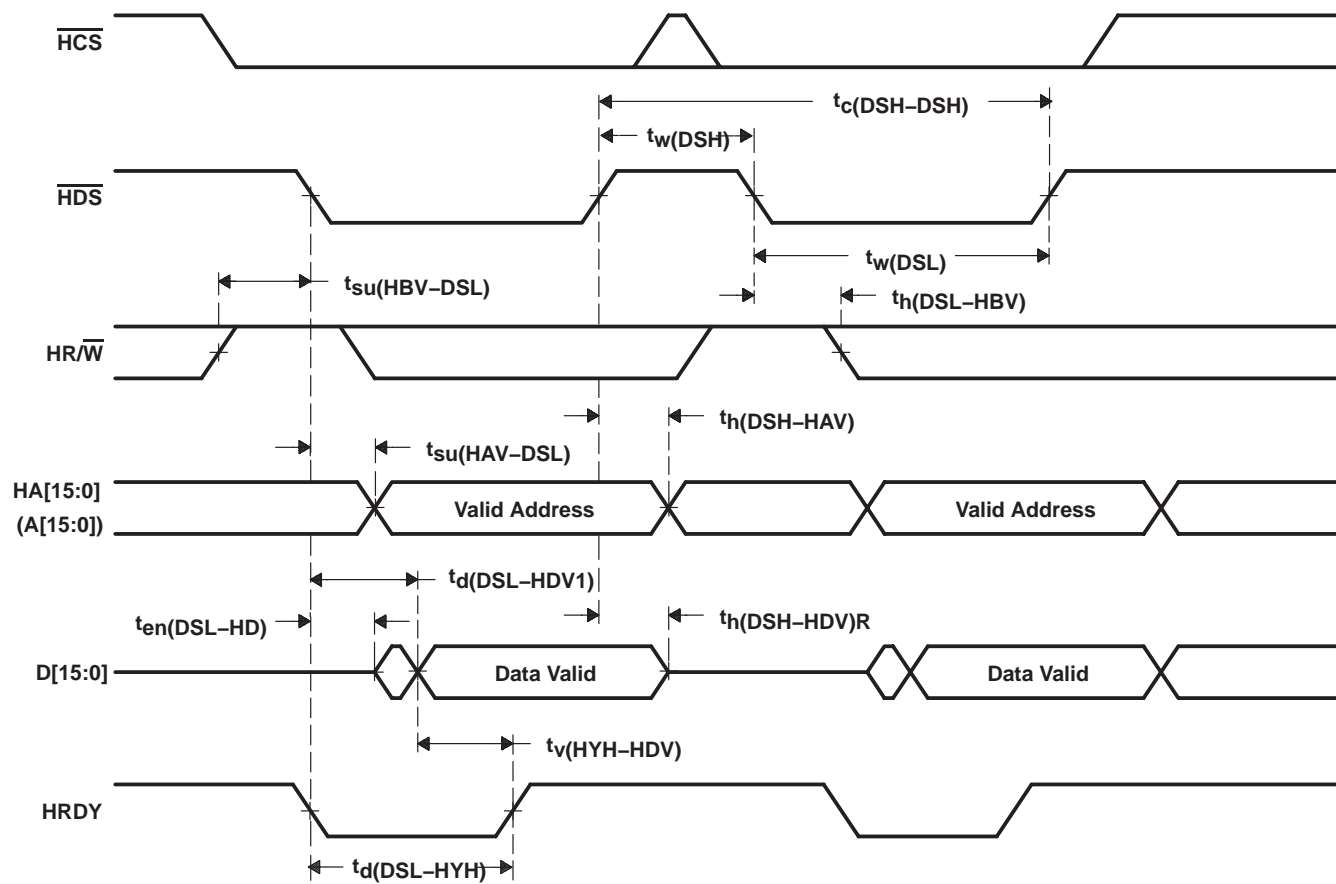 HCS
tc(DSH–DSH)
tw(DSH)
HDS
tw(DSL)
tsu(HBV–DSL)
th(DSL–HBV)
HR/W
th(DSH–HAV)
tsu(HAV–DSL)
HA[15:0]
(A[15:0])
Valid Address
Valid Address
td(DSL–HDV1)
ten(DSL–HD)
th(DSH–HDV)R
D[15:0]
Data Valid
Data Valid
tv(HYH–HDV)
HRDY
td(DSL–HYH)